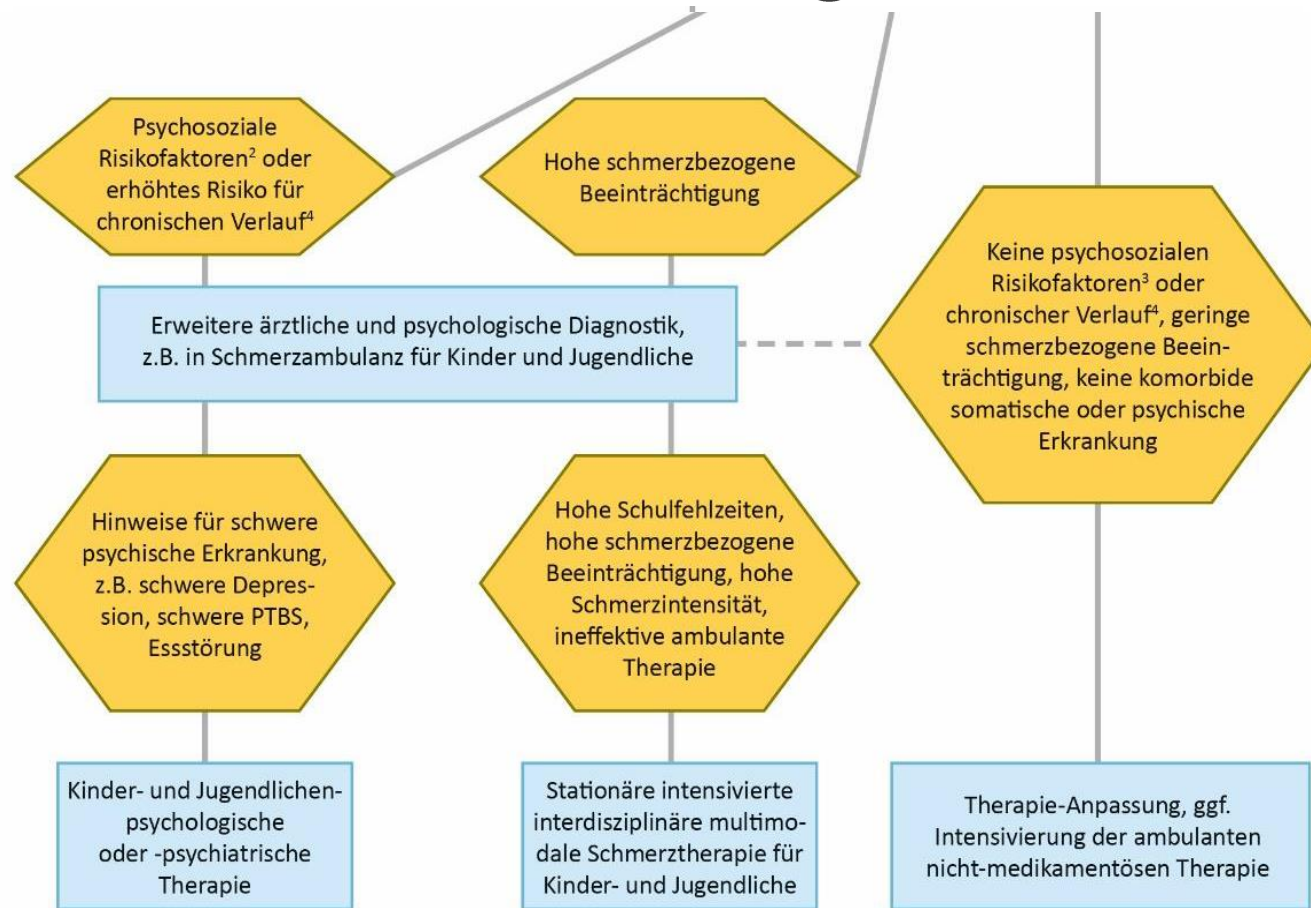 Psychosoziale
Risikofaktoren² oder
erhöhtes Risiko für
chronischen Verlauf⁴
Hohe schmerzbezogene
Beeinträchtigung
Keine psychosozialen
Risikofaktoren³ oder
chronischer Verlauf⁴, geringe
schmerzbezogene Beein-
trächtigung, keine komorbide
somatische oder psychische
Erkrankung
Erweitere ärztliche und psychologische Diagnostik,
z.B. in Schmerzambulanz für Kinder und Jugendliche
Hinweise für schwere
psychische Erkrankung,
z.B. schwere Depres-
sion, schwere PTBS,
Essstörung
Hohe Schulfehlzeiten,
hohe schmerzbezogene
Beeinträchtigung, hohe
Schmerzintensität,
ineffektive ambulante
Therapie
Kinder- und Jugendlichen-
psychologische
oder -psychiatrische
Therapie
Stationäre intensivierte
interdisziplinäre multimo-
dale Schmerztherapie für
Kinder- und Jugendliche
Therapie-Anpassung, ggf.
Intensivierung der ambulanten
nicht-medikamentösen Therapie